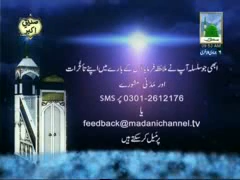 ابھی جو سلسلہ آپ نے ملاحظہ فرمایا اس کے بارے میں اپنے تاثرات
اور مدنی مشورے
SMS پر 0301-2612176
یا
feedback@madanichannel.tv
پر میل کر سکتے ہیں